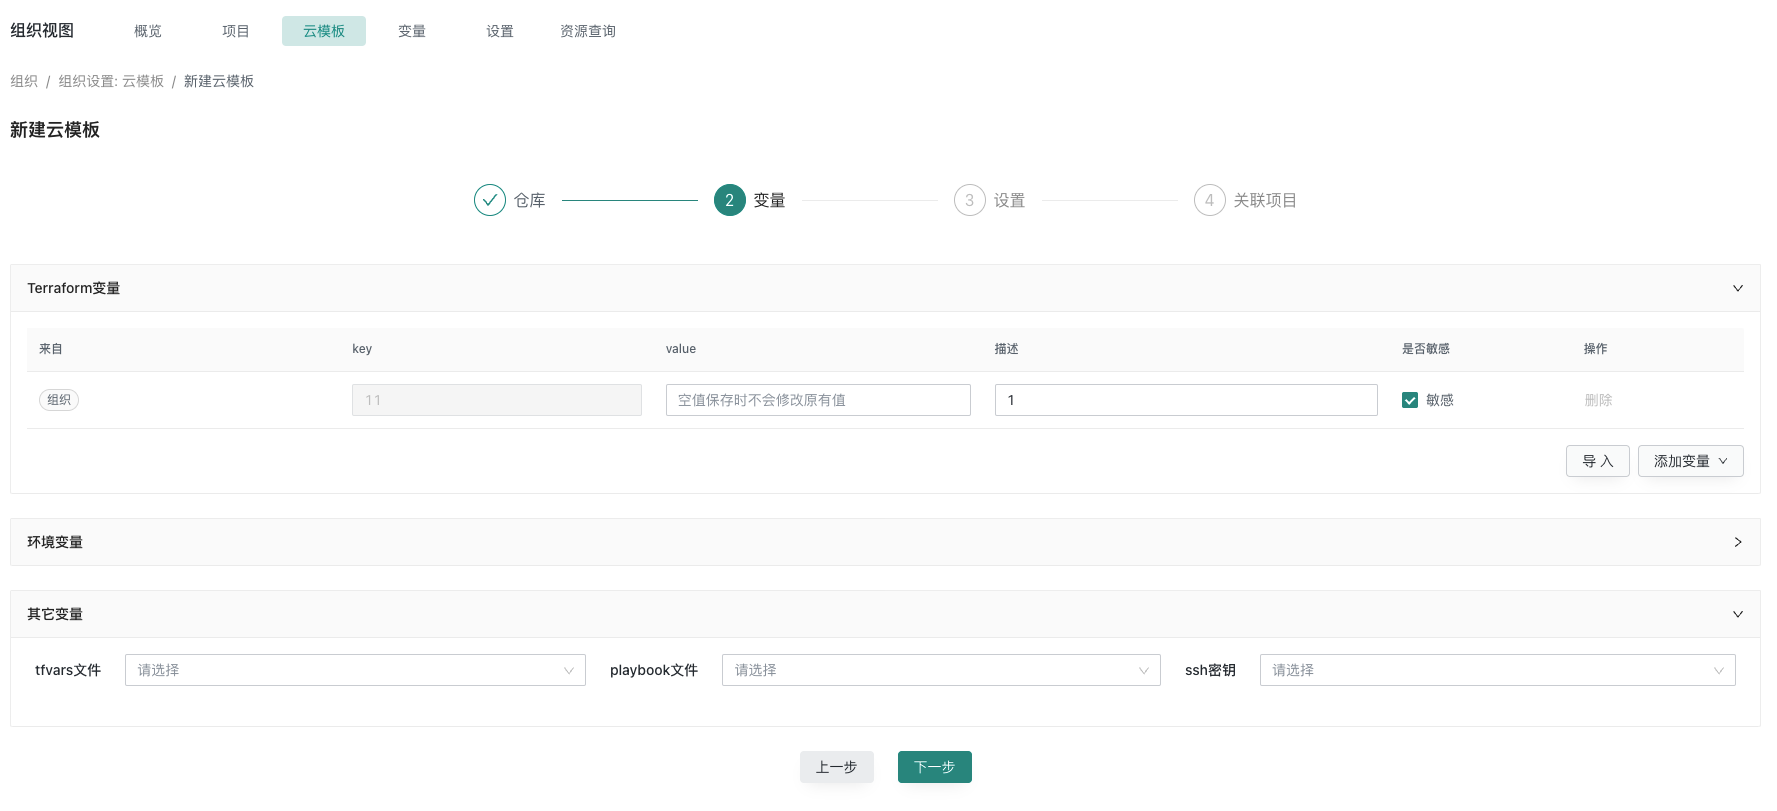 组织视图 概览 项目 云模板 变量 设置 资源查询
组织 / 组织设置: 云模板 / 新建云模板
新建云模板
仓库 2 变量 3 设置 4 关联项目
Terraform变量
来自 key value 描述 是否敏感 操作
组织 11 空值保存时不会修改原有值 1 敏感 删除
导 入 添加变量
环境变量
其它变量
tfvars文件 请选择 playbook文件 请选择 ssh密钥 请选择
上一步 下一步